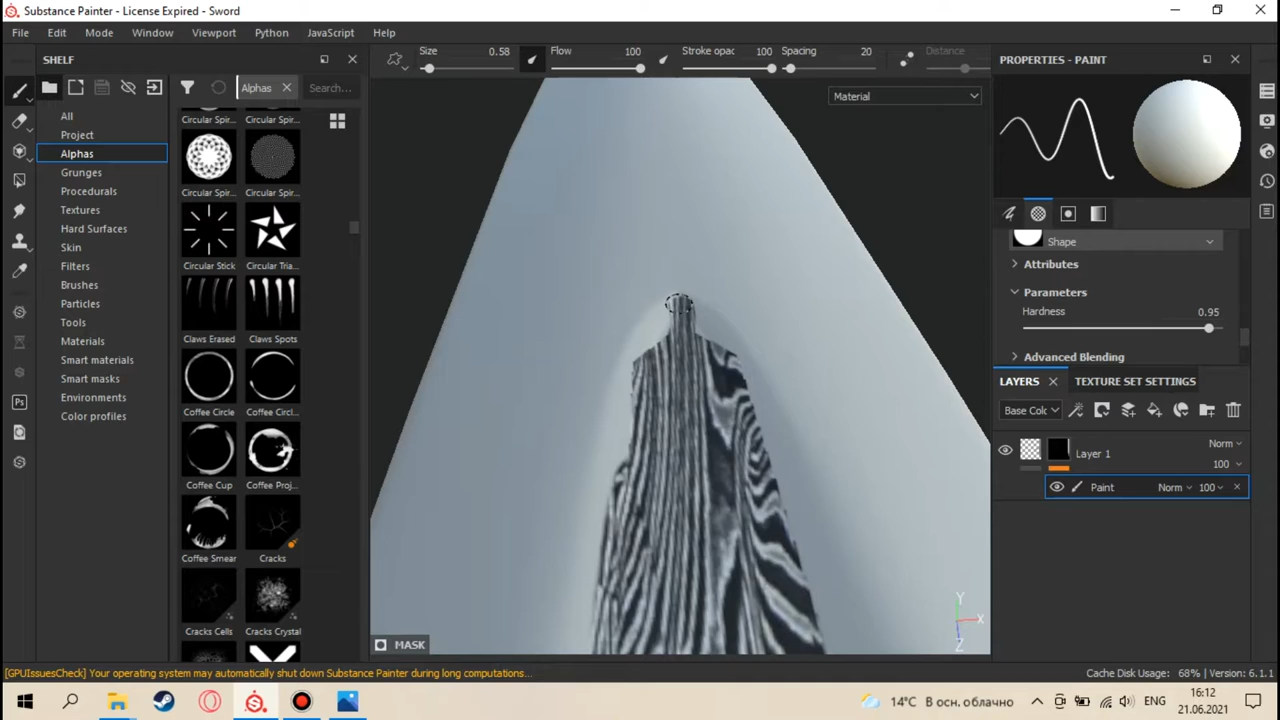 Substance Painter - License Expired - Sword
File Edit Mode Window Viewport Python JavaScript Help
SHELF
Size 0.58
Flow 100
Stroke opac 100
Spacing 20
Distance
Material
PROPERTIES - PAINT
Alphas
Search...
All
Project
Alphas
Grunges
Procedurals
Textures
Hard Surfaces
Skin
Filters
Brushes
Particles
Tools
Materials
Smart materials
Smart masks
Environments
Color profiles
Circular Spir... Circular Spir...
Circular Spir... Circular Spir...
Circular Stick Circular Tria...
Claws Erased Claws Spots
Coffee Circle Coffee Circl...
Coffee Cup Coffee Proj...
Coffee Smear Cracks
Cracks Cells Cracks Crystal
Ps
MASK
Y
X
Z
Shape
Attributes
Parameters
Hardness 0.95
Advanced Blending
LAYERS TEXTURE SET SETTINGS
Base Col
Norm
Layer 1
100
Paint Norm 100
[GPUIssuesCheck] Your operating system may automatically shut down Substance Painter during long computations...
Cache Disk Usage: 68% | Version: 6.1.1
14°C В осн. облачно
ENG
16:12
21.06.2021